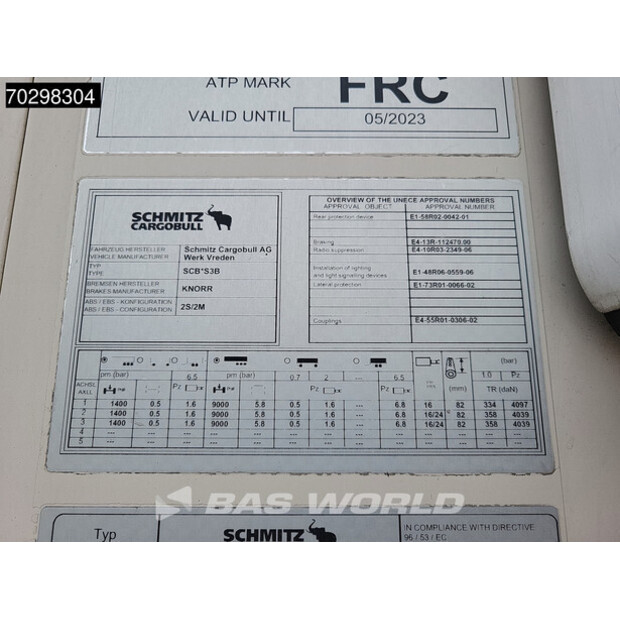 70298304
ATP MARK FRC
VALID UNTIL 05/2023
SCHMITZ
CARGOBULL
FAHRZEUG HERSTELLER
VEHICLE MANUFACTURER
Schmitz Cargobull AG
Werk Vreden
TYP
TYPE
SCB*S3B
BREMSEN HERSTELLER
BRAKES MANUFACTURER
KNORR
ABS / EBS - KONFIGURATION
ABS / EBS - CONFIGURATION
2S/2M
OVERVIEW OF THE UNECE APPROVAL NUMBERS
APPROVAL OBJECT APPROVAL NUMBER
Rear protection device E1-58R02-0042-01
Braking E4-13R-112470.00
Radio suppression E4-10R03-2349-06
Installation of lighting
and light signalling devices E1-48R06-0559-06
Lateral protection E1-73R01-0066-02
Couplings E4-55R01-0306-02
pm (bar) 6.5 pm (bar) 0.7 2 ... 6.5 (mm) 1.0 Pz
(bar)
Pz Pz Pz TR (daN)
1 1400 0.5 1.6 9000 5.8 0.5 1.6 --- 6.8 16 82 334 4097
2 1400 0.5 1.6 9000 5.8 0.5 1.6 --- 6.8 16/24 82 358 4039
3 1400 0.5 1.6 9000 5.8 0.5 1.6 --- 6.8 16/24 82 358 4039
4 --- --- --- --- --- --- --- --- --- --- --- --- ---
5 --- --- --- --- --- --- --- --- --- --- --- --- ---
BAS WORLD
Typ
SCHMITZ
IN COMPLIANCE WITH DIRECTIVE
96 / 53 / EC